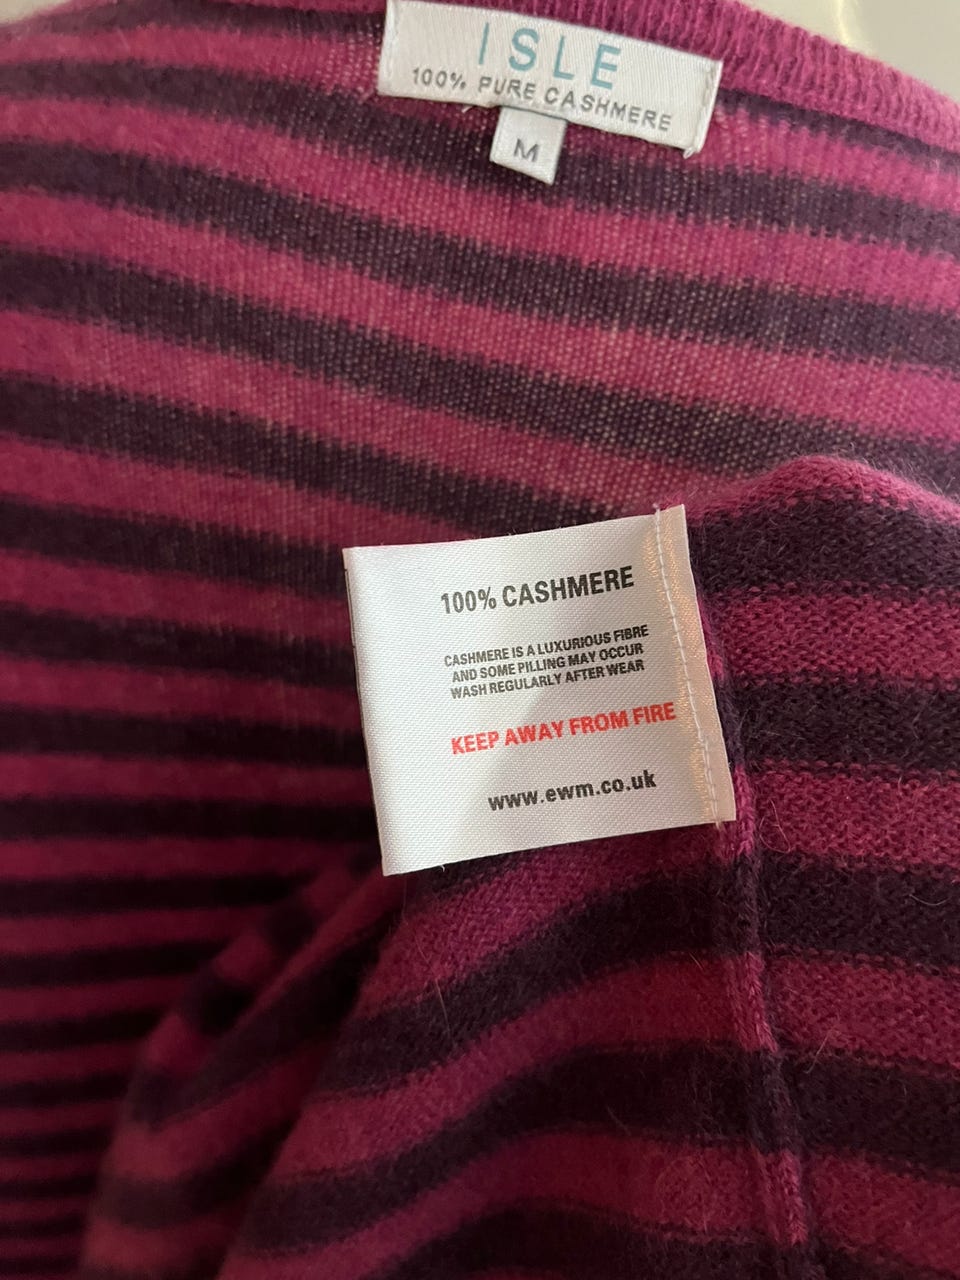 ISLE
100% PURE CASHMERE
M
100% CASHMERE
CASHMERE IS A LUXURIOUS FIBRE
AND SOME PILLING MAY OCCUR
WASH REGULARLY AFTER WEAR
KEEP AWAY FROM FIRE
www.ewm.co.uk